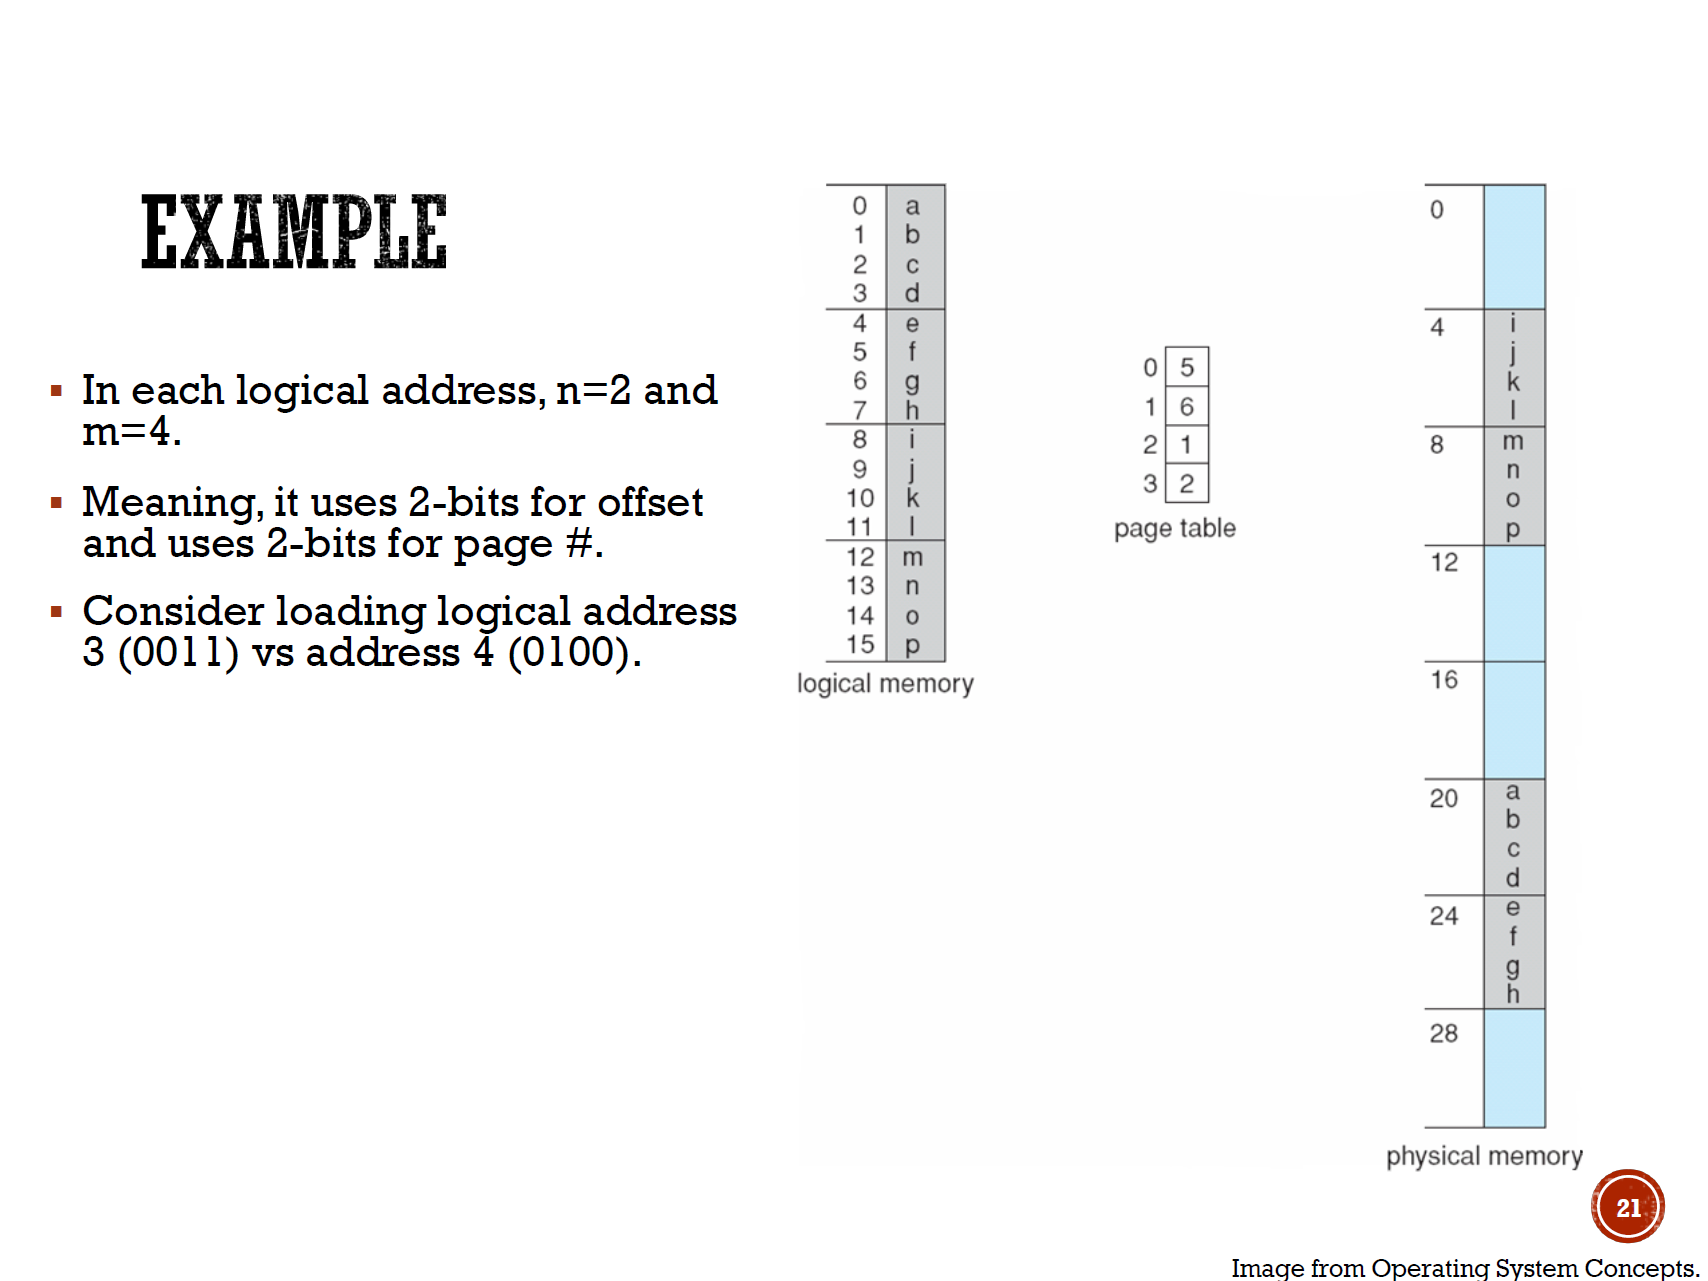 EXAMPLE
▪ In each logical address, n=2 and
m=4.
▪ Meaning, it uses 2-bits for offset
and uses 2-bits for page #.
▪ Consider loading logical address
3 (0011) vs address 4 (0100).
0 a
1 b
2 c
3 d
4 e
5 f
6 g
7 h
8 i
9 j
10 k
11 l
12 m
13 n
14 o
15 p
logical memory
0 5
1 6
2 1
3 2
page table
0
4 i
j
k
l
8 m
n
o
p
12
16
20 a
b
c
d
24 e
f
g
h
28
physical memory
21
Image from Operating System Concepts.